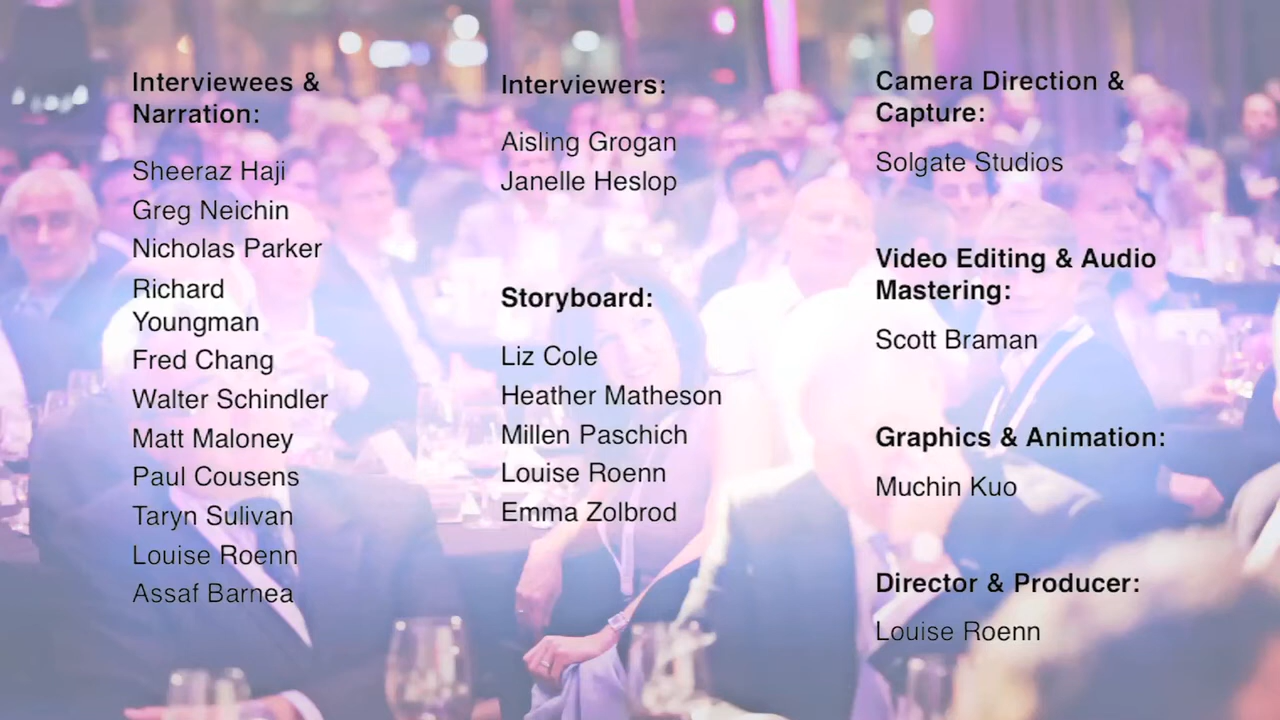 Interviewees &
Narration:
Sheeraz Haji
Greg Neichin
Nicholas Parker
Richard
Youngman
Fred Chang
Walter Schindler
Matt Maloney
Paul Cousens
Taryn Sulivan
Louise Roenn
Assaf Barnea
Interviewers:
Aisling Grogan
Janelle Heslop
Storyboard:
Liz Cole
Heather Matheson
Millen Paschich
Louise Roenn
Emma Zolbrod
Camera Direction &
Capture:
Solgate Studios
Video Editing & Audio
Mastering:
Scott Braman
Graphics & Animation:
Muchin Kuo
Director & Producer:
Louise Roenn